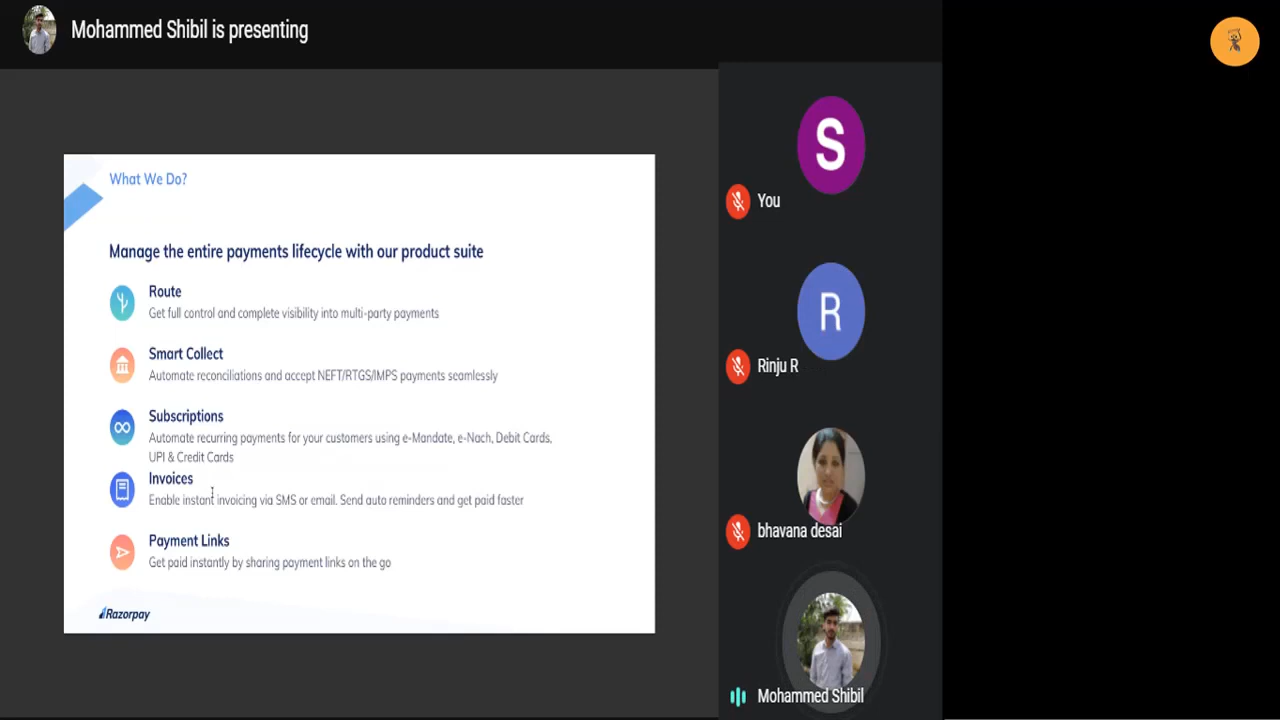 Mohammed Shibil is presenting
What We Do?
Manage the entire payments lifecycle with our product suite
Route
Get full control and complete visibility into multi-party payments
Smart Collect
Automate reconciliations and accept NEFT/RTGS/IMPS payments seamlessly
Subscriptions
Automate recurring payments for your customers using e-Mandate, e-Nach, Debit Cards,
UPI & Credit Cards
Invoices
Enable instant invoicing via SMS or email. Send auto reminders and get paid faster
Payment Links
Get paid instantly by sharing payment links on the go
Razorpay
S
You
R
Rinju R
bhavana desai
Mohammed Shibil